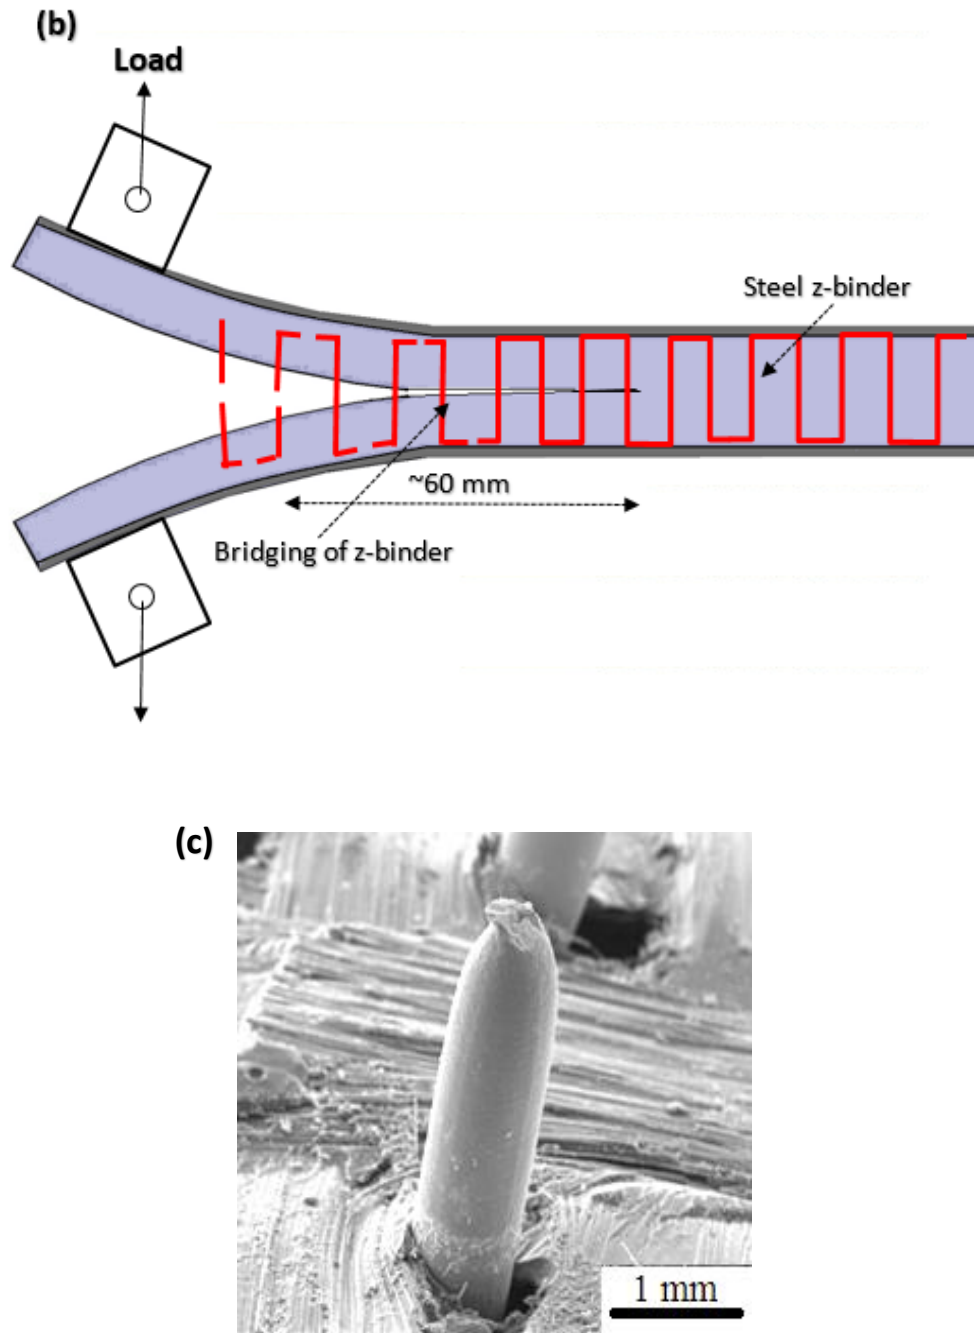 (b)
Load
Steel z-binder
~60 mm
Bridging of z-binder
(c)
1 mm